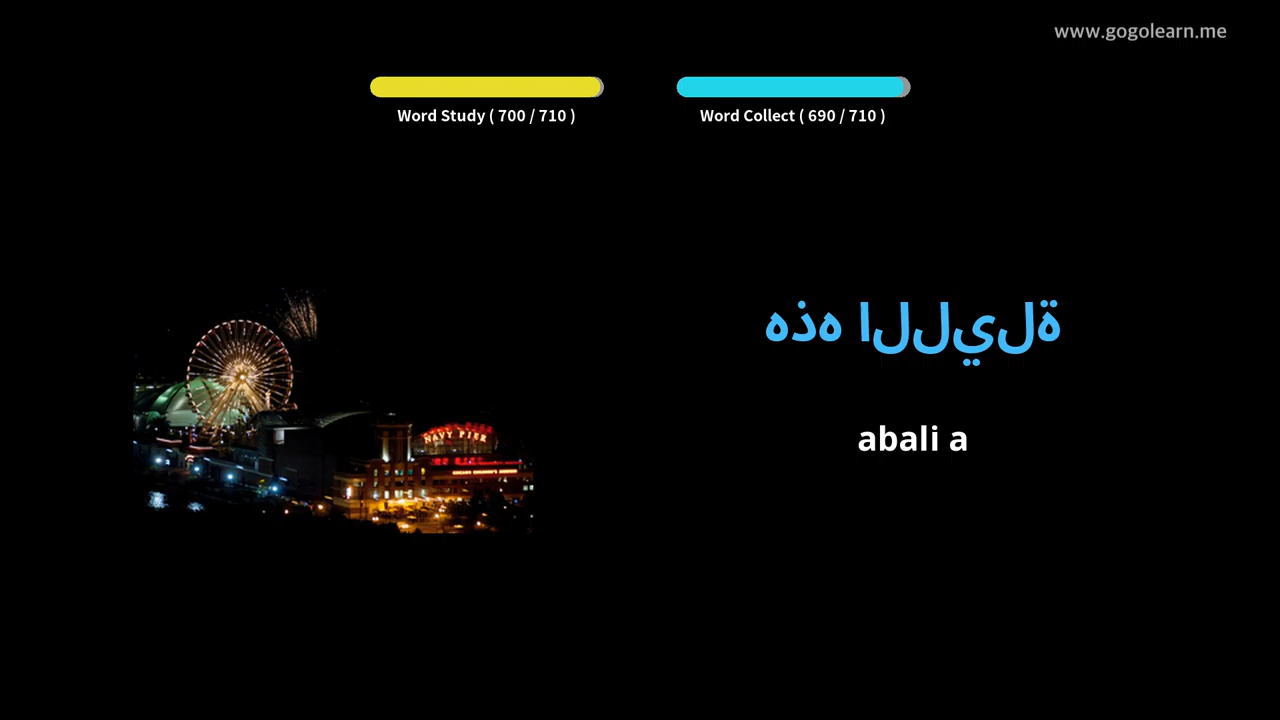 www.gogolearn.me
Word Study ( 700 / 710 )
Word Collect ( 690 / 710 )
هذه الليلة
abali a
NAVY PIER